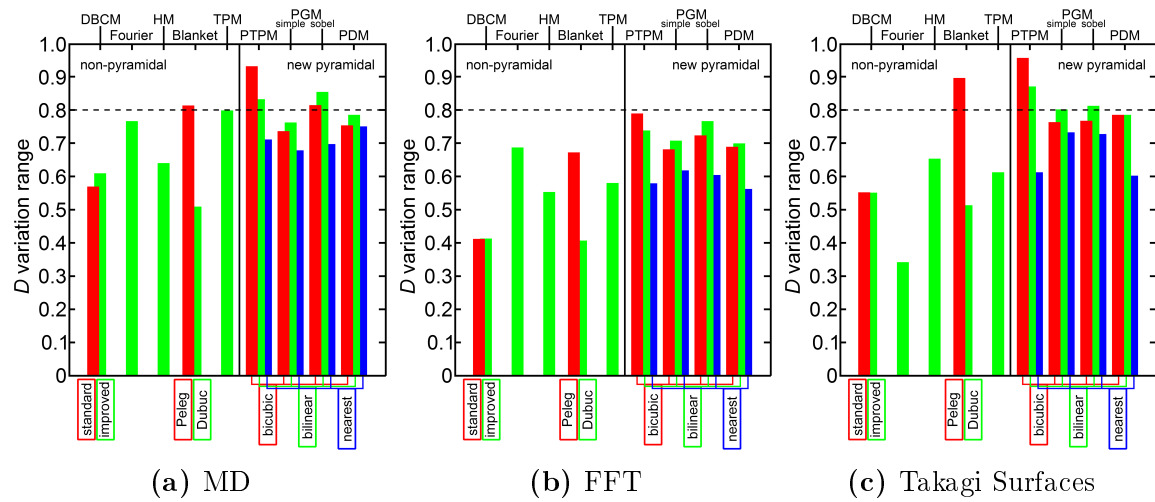 DBCM HM TPM PGM
simple sobel
Fourier Blanket PTPM PDM
1.0
non-pyramidal new pyramidal
0.9
0.8
0.7
0.6
0.5
0.4
0.3
0.2
0.1
0
D variation range
standard
improved
Peleg
Dubuc
bicubic
bilinear
nearest
(a) MD
DBCM HM TPM PGM
simple sobel
Fourier Blanket PTPM PDM
1.0
non-pyramidal new pyramidal
0.9
0.8
0.7
0.6
0.5
0.4
0.3
0.2
0.1
0
D variation range
standard
improved
Peleg
Dubuc
bicubic
bilinear
nearest
(b) FFT
DBCM HM TPM PGM
simple sobel
Fourier Blanket PTPM PDM
1.0
non-pyramidal new pyramidal
0.9
0.8
0.7
0.6
0.5
0.4
0.3
0.2
0.1
0
D variation range
standard
improved
Peleg
Dubuc
bicubic
bilinear
nearest
(c) Takagi Surfaces